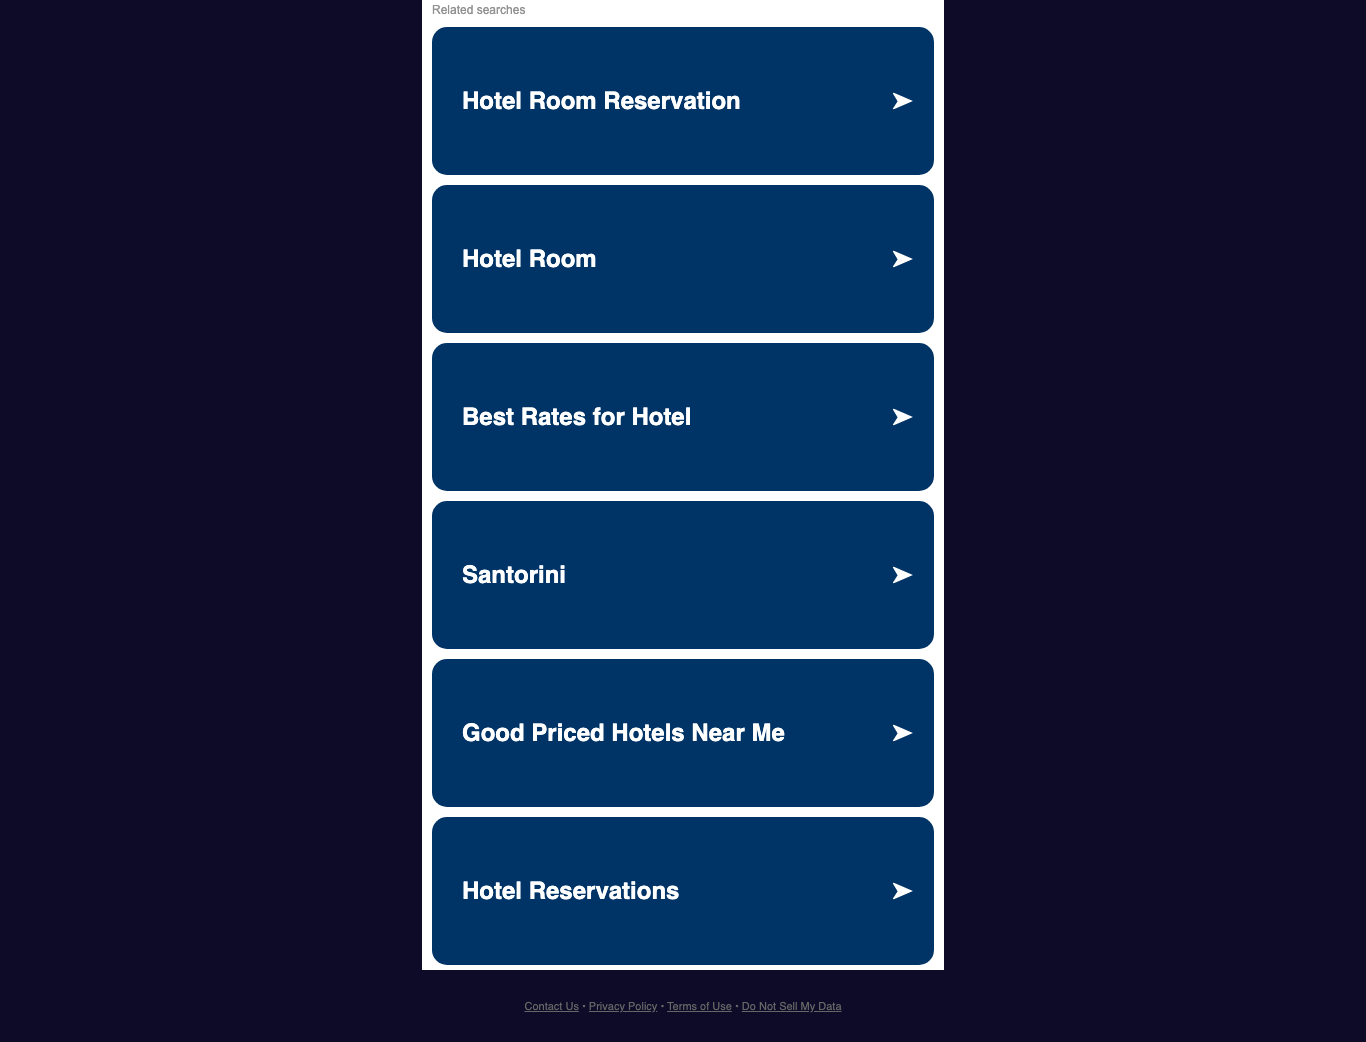 Related searches
Hotel Room Reservation
Hotel Room
Best Rates for Hotel
Santorini
Good Priced Hotels Near Me
Hotel Reservations
Contact Us • Privacy Policy • Terms of Use • Do Not Sell My Data